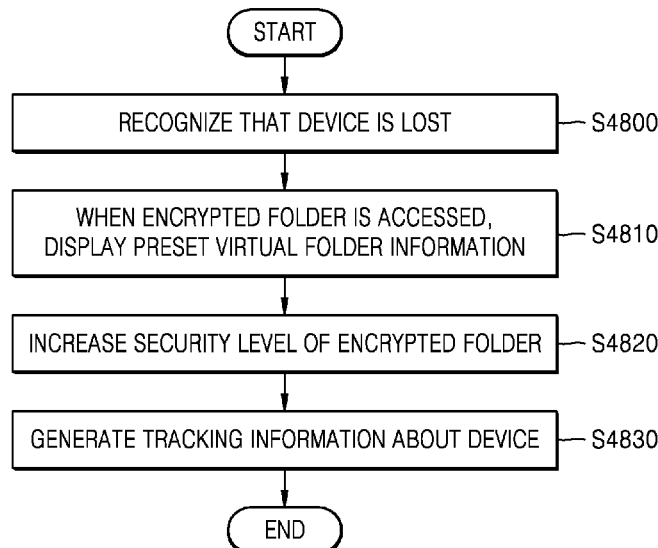 START
RECOGNIZE THAT DEVICE IS LOST
S4800
WHEN ENCRYPTED FOLDER IS ACCESSED,
DISPLAY PRESET VIRTUAL FOLDER INFORMATION
S4810
INCREASE SECURITY LEVEL OF ENCRYPTED FOLDER
S4820
GENERATE TRACKING INFORMATION ABOUT DEVICE
S4830
END